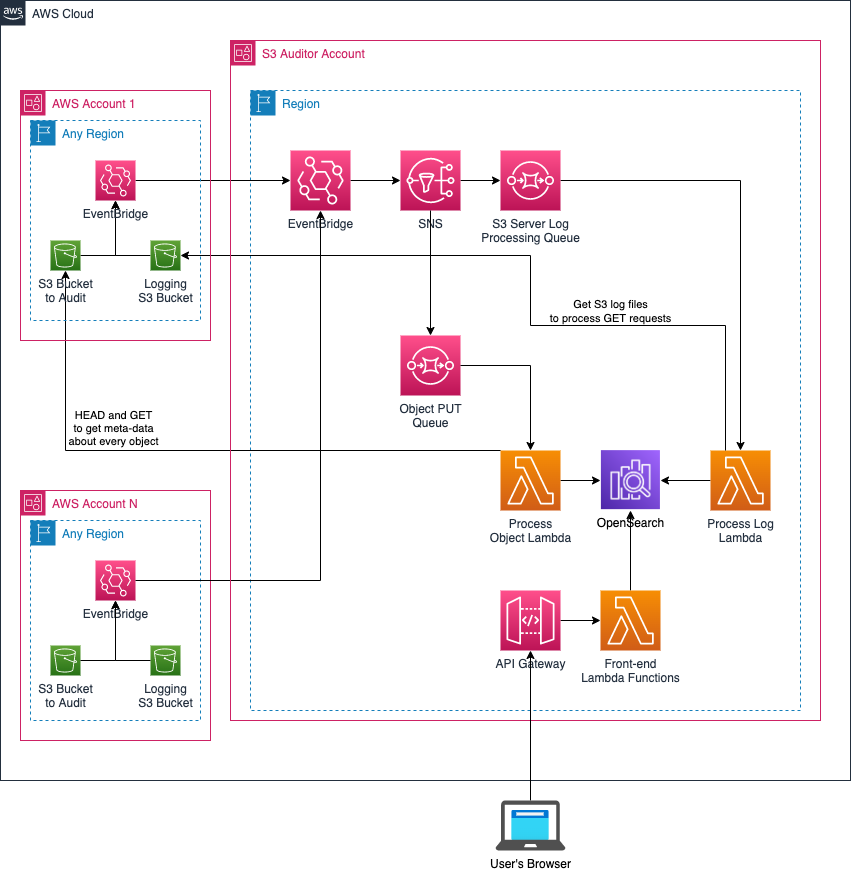 aws
AWS Cloud
S3 Auditor Account
AWS Account 1
Region
Any Region
EventBridge
EventBridge
SNS
S3 Server Log
Processing Queue
S3 Bucket
to Audit
Logging
S3 Bucket
Get S3 log files
to process GET requests
Object PUT
Queue
HEAD and GET
to get meta-data
about every object
AWS Account N
Any Region
Process
Object Lambda
OpenSearch
Process Log
Lambda
EventBridge
S3 Bucket
to Audit
Logging
S3 Bucket
</>
API Gateway
Front-end
Lambda Functions
User's Browser